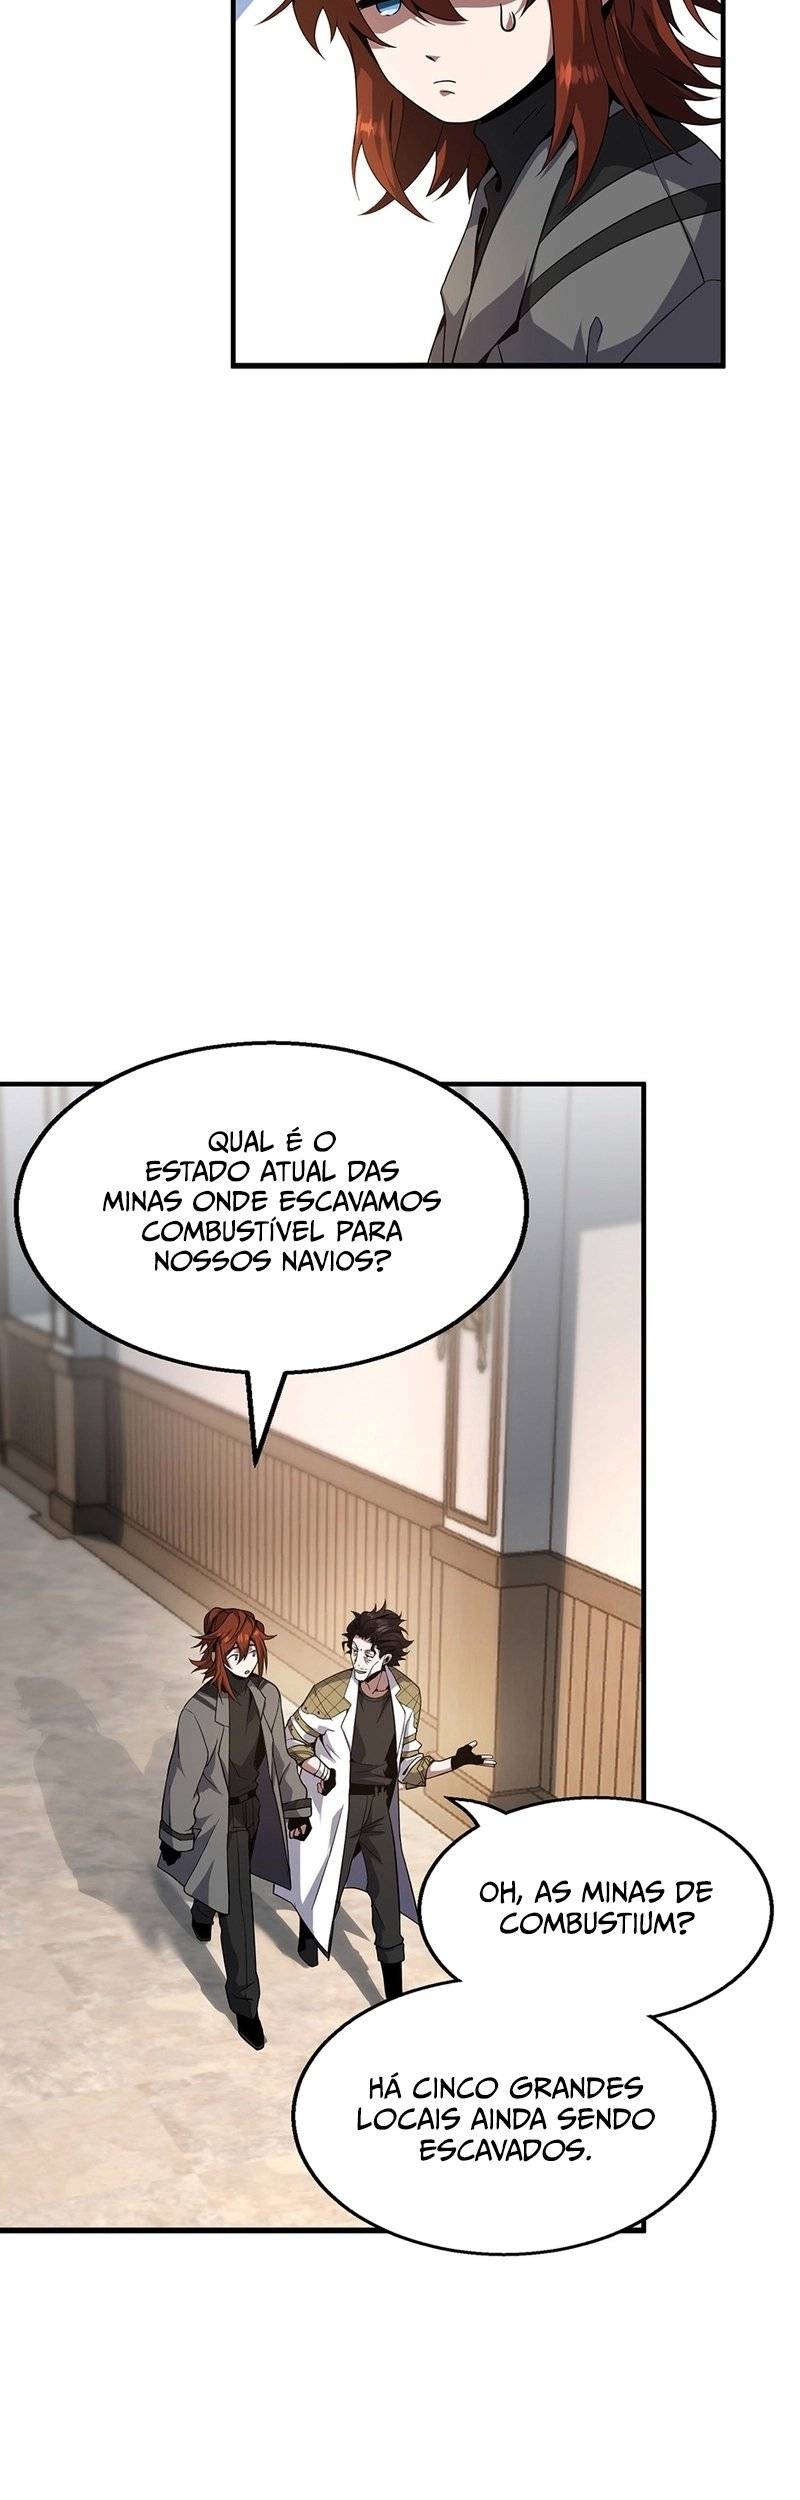 QUAL É O
ESTADO ATUAL DAS
MINAS ONDE ESCAVAMOS
COMBUSTÍVEL PARA
NOSSOS NAVIOS?
OH, AS MINAS DE
COMBUSTIUM?
HÁ CINCO GRANDES
LOCAIS AINDA SENDO
ESCAVADOS.